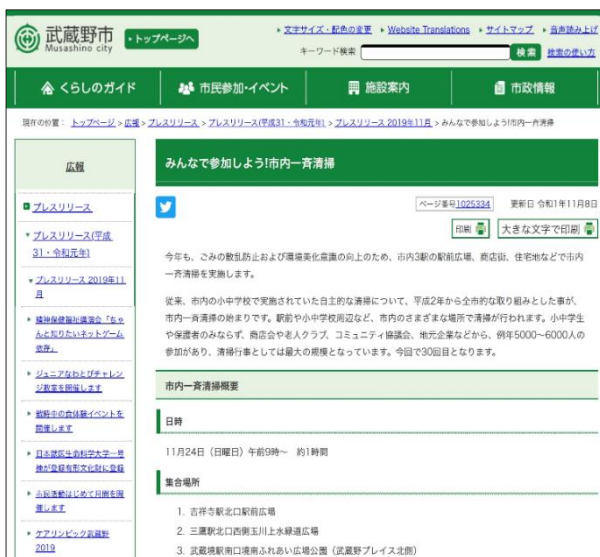 武蔵野市
Musashino city
トップページへ
文字サイズ・配色の変更 Website Translations サイトマップ 音声読み上げ
キーワード検索 検索 検索の使い方
くらしのガイド 市民参加・イベント 施設案内 市政情報
現在の位置： トップページ > 広報 > プレスリリース > プレスリリース(平成31・令和元年) > プレスリリース 2019年11月 > みんなで参加しよう!市内一斉清掃
広報
プレスリリース
プレスリリース(平成
31・令和元年)
プレスリリース 2019年11
月
精神保健福祉講演会「ちゃ
んと知りたいネットゲーム
依存」
ジュニアなわとびチャレン
ジ教室を開催します
戦時中の食体験イベントを
開催します
日本獣医生命科学大学一号
棟が登録有形文化財に登録
市民活動はじめて月間を開
催します
ケアリンピック武蔵野
2019
みんなで参加しよう!市内一斉清掃
ページ番号1025334 更新日 令和1年11月8日
印刷 大きな文字で印刷
今年も、ごみの散乱防止および環境美化意識の向上のため、市内3駅の駅前広場、商店街、住宅地などで市内
一斉清掃を実施します。
従来、市内の小中学校で実施されていた自主的な清掃について、平成2年から全市的な取り組みとした事が、
市内一斉清掃の始まりです。駅前や小中学校周辺など、市内のさまざまな場所で清掃が行われます。小中学生
や保護者のみならず、商店会や老人クラブ、コミュニティ協議会、地元企業などから、例年5000～6000人の
参加があり、清掃行事としては最大の規模となっています。今回で30回目となります。
市内一斉清掃概要
日時
11月24日（日曜日）午前9時～ 約1時間
集合場所
1. 吉祥寺駅北口駅前広場
2. 三鷹駅北口西側玉川上水緑道広場
3. 武蔵境駅南口境南ふれあい広場公園（武蔵野プレイス北側）